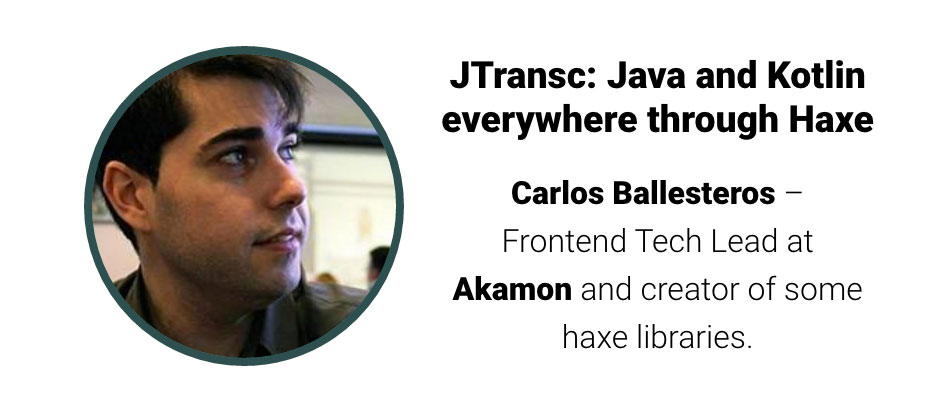 JTransc: Java and Kotlin
everywhere through Haxe
Carlos Ballesteros –
Frontend Tech Lead at
Akamon and creator of some
haxe libraries.